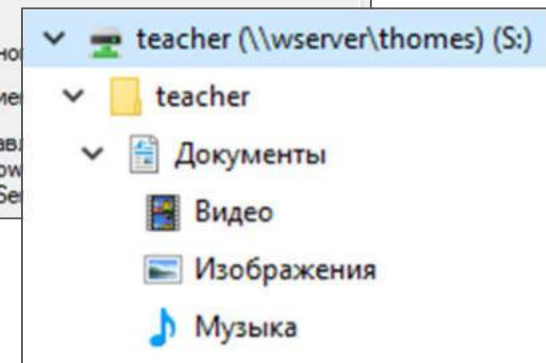 teacher (\\wserver\thomes) (S:)
teacher
Документы
Видео
Изображения
Музыка